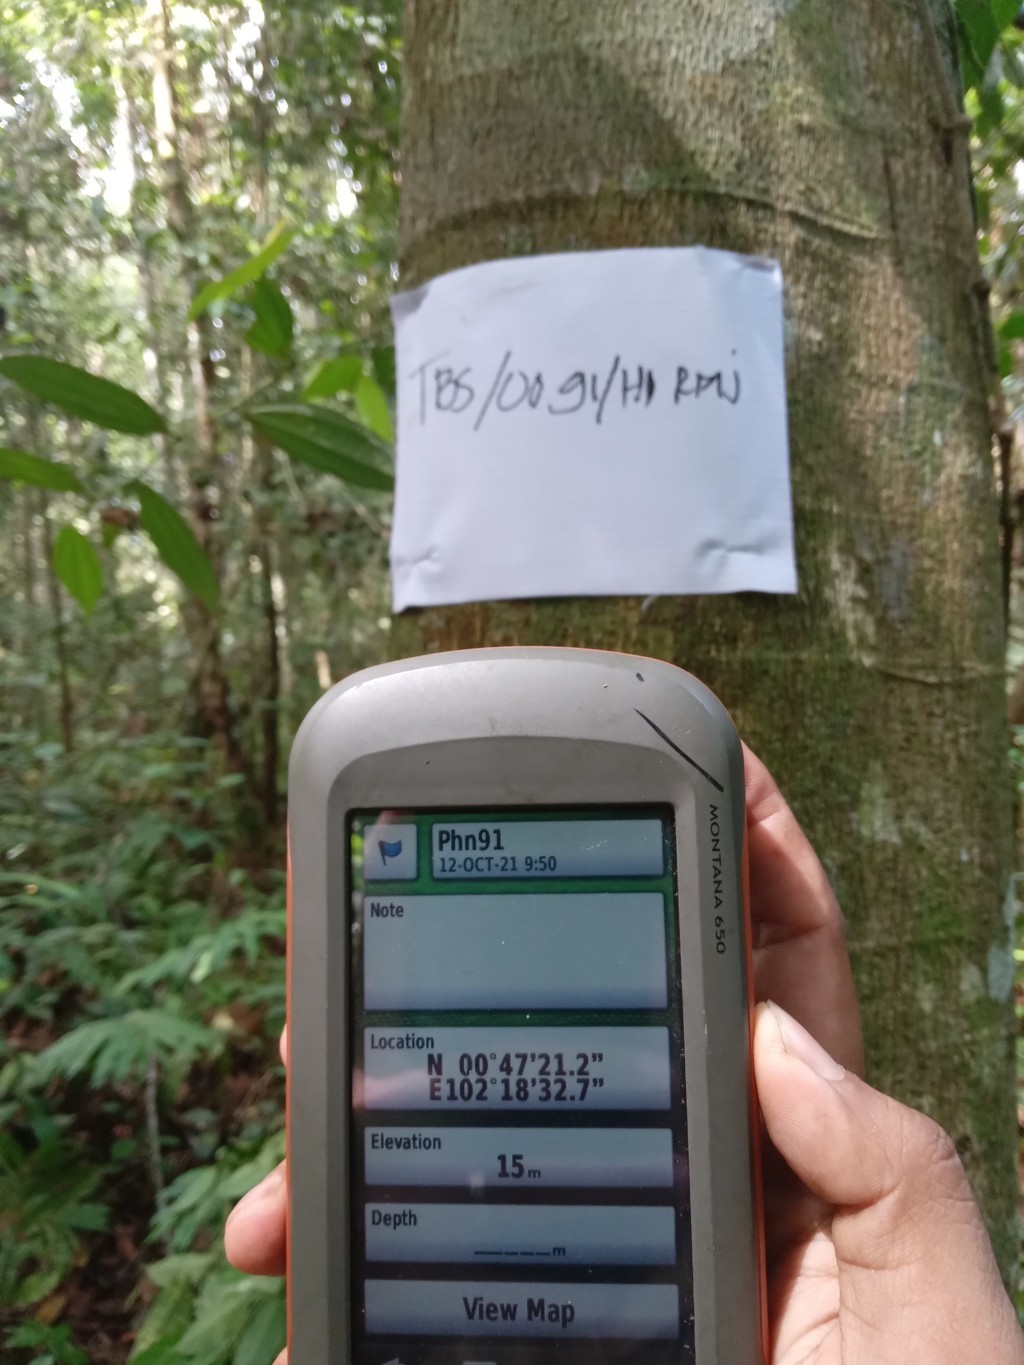 TBS/0091/HI RPN
MONTANA 650
Phn91
12-OCT-21 9:50
Note
Location
N 00°47'21.2"
E102°18'32.7"
Elevation
15m
Depth
_____m
View Map